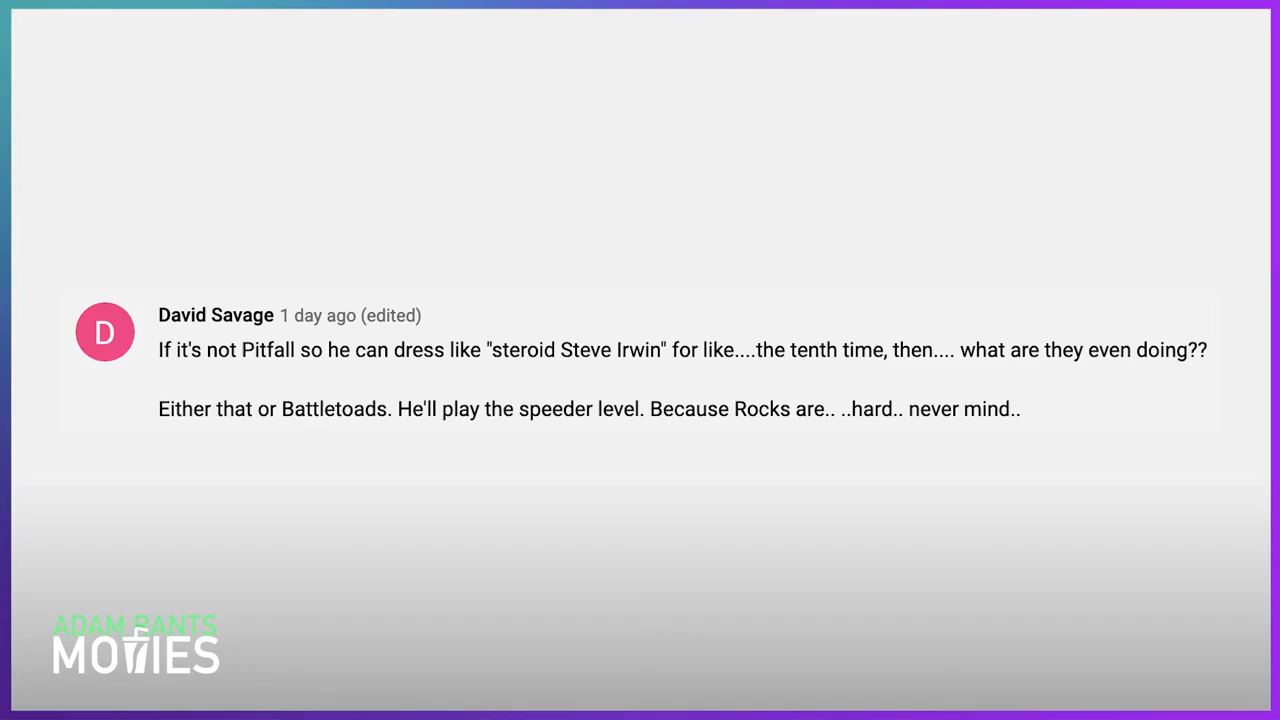 D
David Savage 1 day ago (edited)
If it's not Pitfall so he can dress like "steroid Steve Irwin" for like....the tenth time, then.... what are they even doing??
Either that or Battletoads. He'll play the speeder level. Because Rocks are.. ..hard.. never mind..
ADAM RANTS
MOVIES